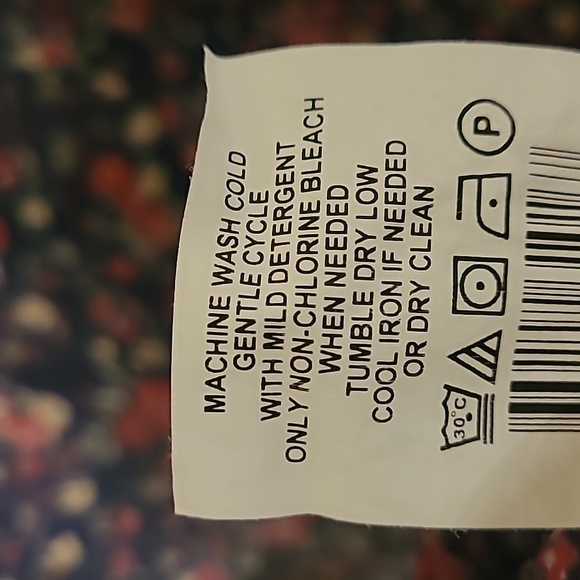 MACHINE WASH COLD
GENTLE CYCLE
WITH MILD DETERGENT
ONLY NON-CHLORINE BLEACH
WHEN NEEDED
TUMBLE DRY LOW
COOL IRON IF NEEDED
OR DRY CLEAN
30°C P